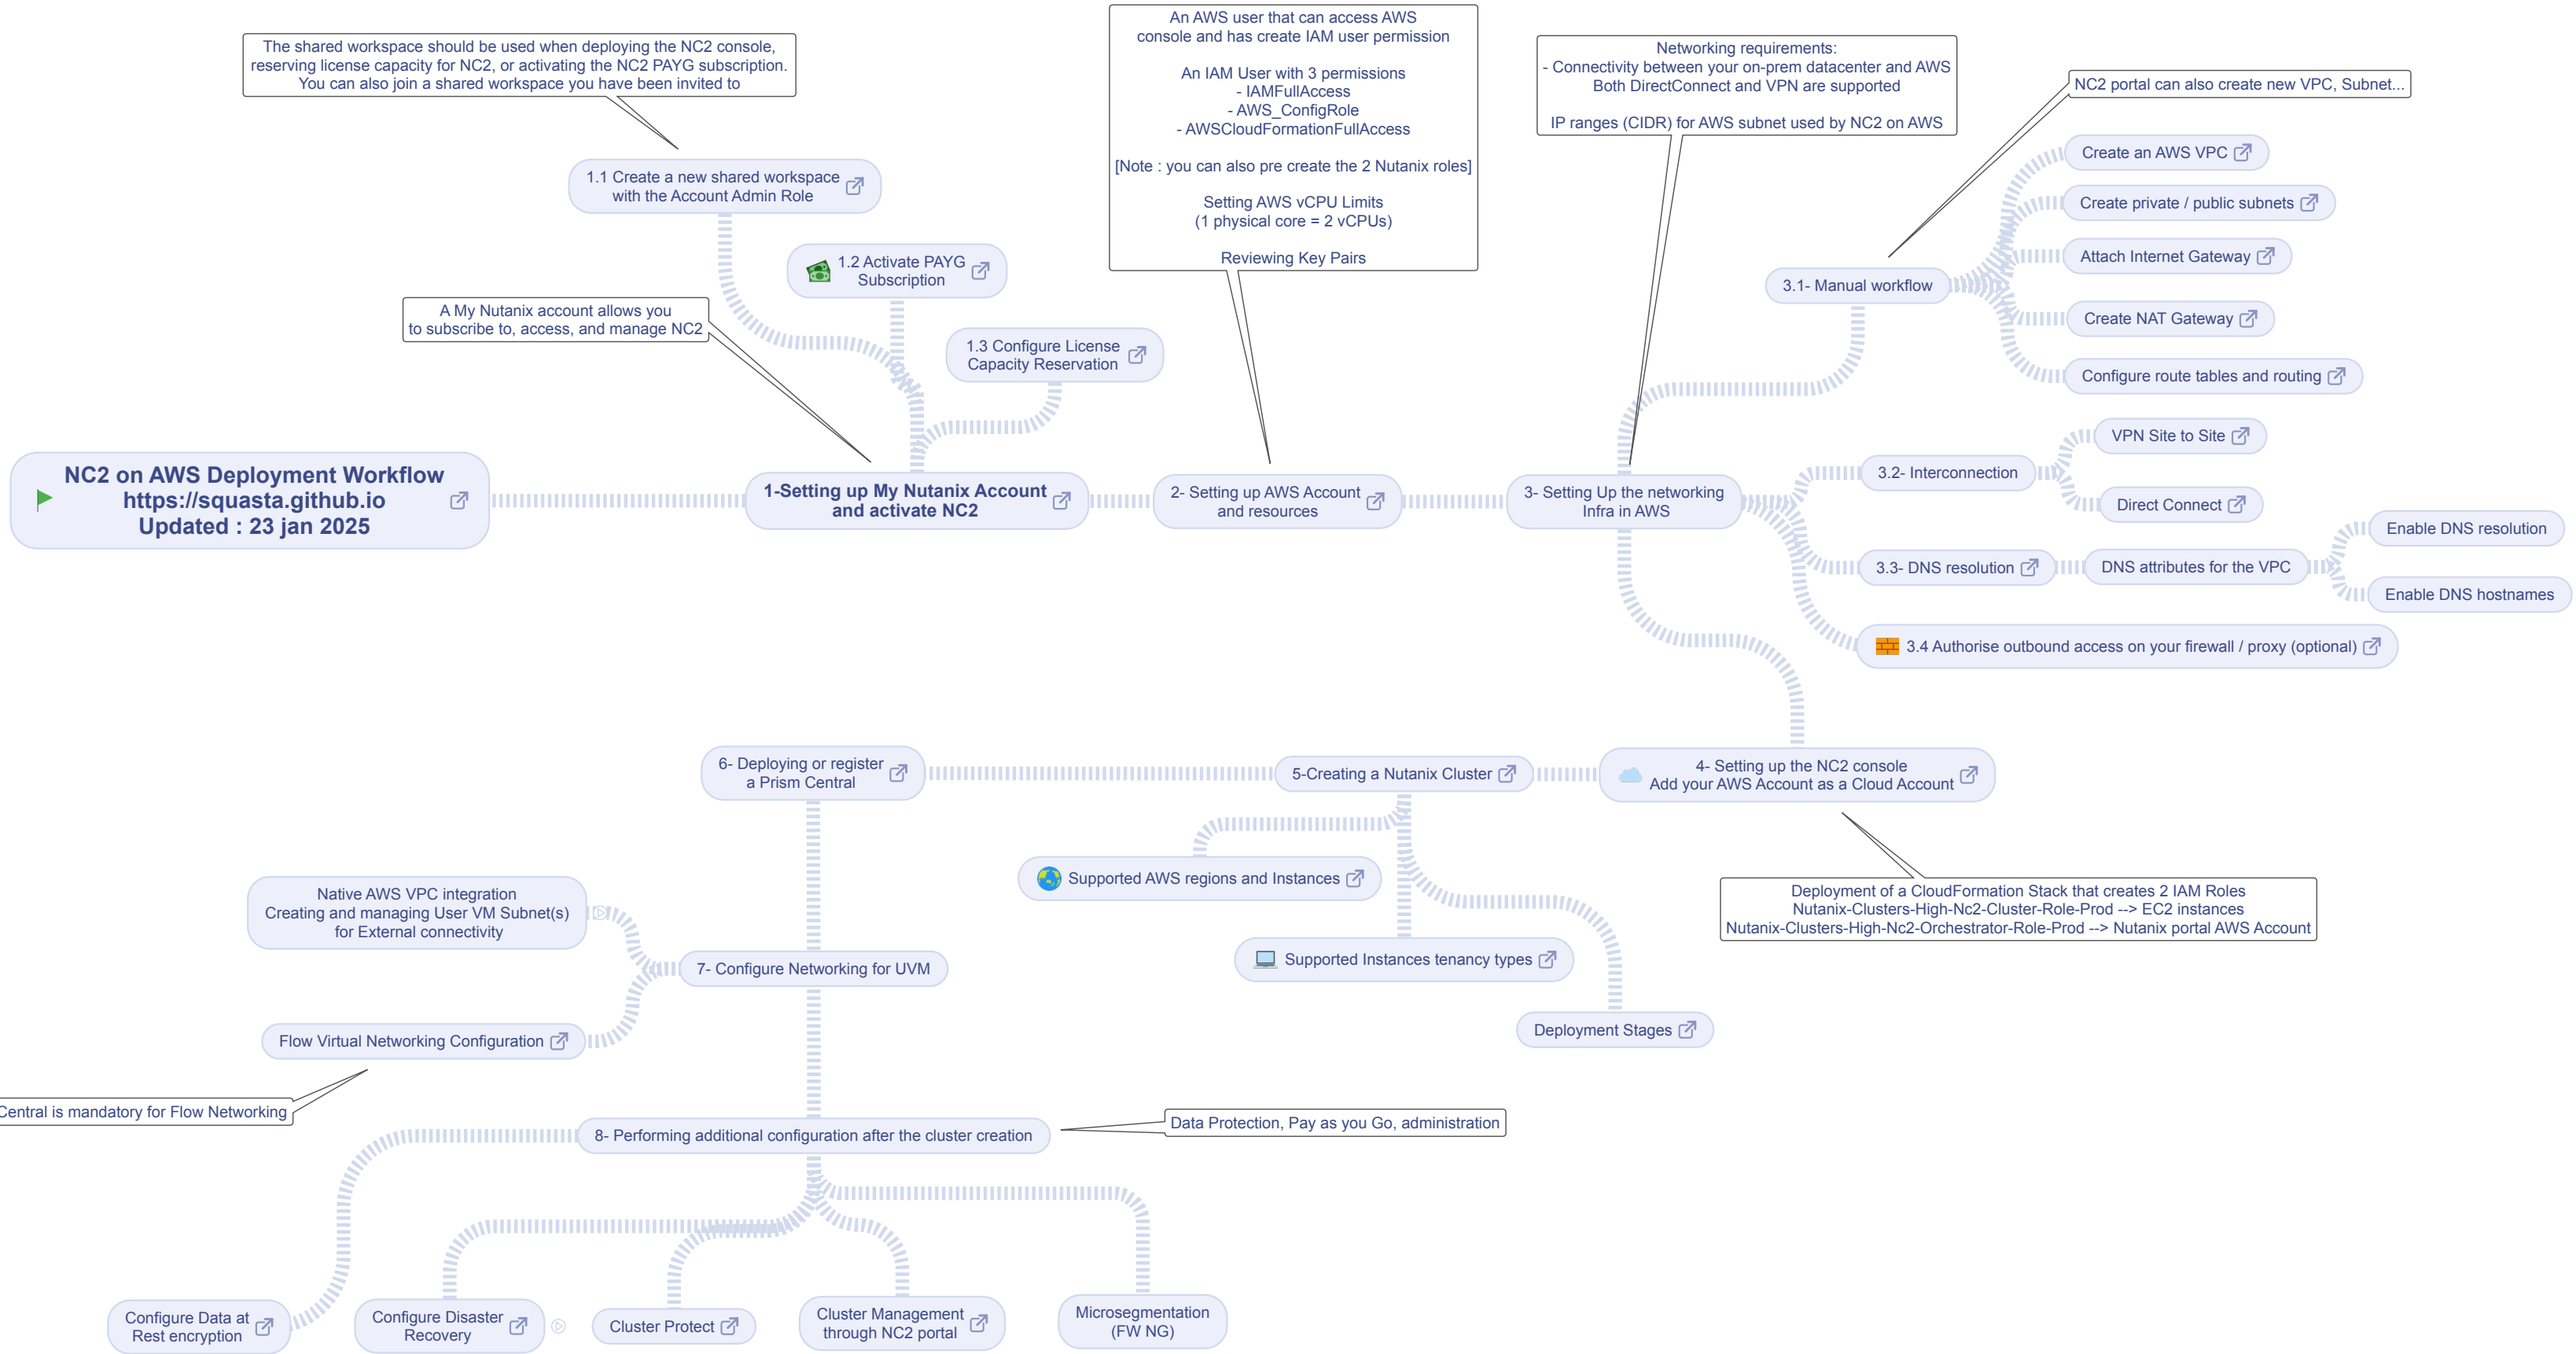 The shared workspace should be used when deploying the NC2 console,
reserving license capacity for NC2, or activating the NC2 PAYG subscription.
You can also join a shared workspace you have been invited to
An AWS user that can access AWS
console and has create IAM user permission
An IAM User with 3 permissions
- IAMFullAccess
- AWS_ConfigRole
- AWSCloudFormationFullAccess
[Note : you can also pre create the 2 Nutanix roles]
Setting AWS vCPU Limits
(1 physical core = 2 vCPUs)
Reviewing Key Pairs
Networking requirements:
- Connectivity between your on-prem datacenter and AWS
Both DirectConnect and VPN are supported
IP ranges (CIDR) for AWS subnet used by NC2 on AWS
NC2 portal can also create new VPC, Subnet...
1.1 Create a new shared workspace
with the Account Admin Role
1.2 Activate PAYG
Subscription
A My Nutanix account allows you
to subscribe to, access, and manage NC2
1.3 Configure License
Capacity Reservation
3.1- Manual workflow
Create an AWS VPC
Create private / public subnets
Attach Internet Gateway
Create NAT Gateway
Configure route tables and routing
NC2 on AWS Deployment Workflow
https://squasta.github.io
Updated : 23 jan 2025
1-Setting up My Nutanix Account
and activate NC2
2- Setting up AWS Account
and resources
3- Setting Up the networking
Infra in AWS
3.2- Interconnection
VPN Site to Site
Direct Connect
3.3- DNS resolution
DNS attributes for the VPC
Enable DNS resolution
Enable DNS hostnames
3.4 Authorise outbound access on your firewall / proxy (optional)
4- Setting up the NC2 console
Add your AWS Account as a Cloud Account
Deployment of a CloudFormation Stack that creates 2 IAM Roles
Nutanix-Clusters-High-Nc2-Cluster-Role-Prod --> EC2 instances
Nutanix-Clusters-High-Nc2-Orchestrator-Role-Prod --> Nutanix portal AWS Account
5-Creating a Nutanix Cluster
Supported AWS regions and Instances
Supported Instances tenancy types
Deployment Stages
6- Deploying or register
a Prism Central
7- Configure Networking for UVM
Native AWS VPC integration
Creating and managing User VM Subnet(s)
for External connectivity
Flow Virtual Networking Configuration
Central is mandatory for Flow Networking
8- Performing additional configuration after the cluster creation
Data Protection, Pay as you Go, administration
Configure Data at
Rest encryption
Configure Disaster
Recovery
Cluster Protect
Cluster Management
through NC2 portal
Microsegmentation
(FW NG)